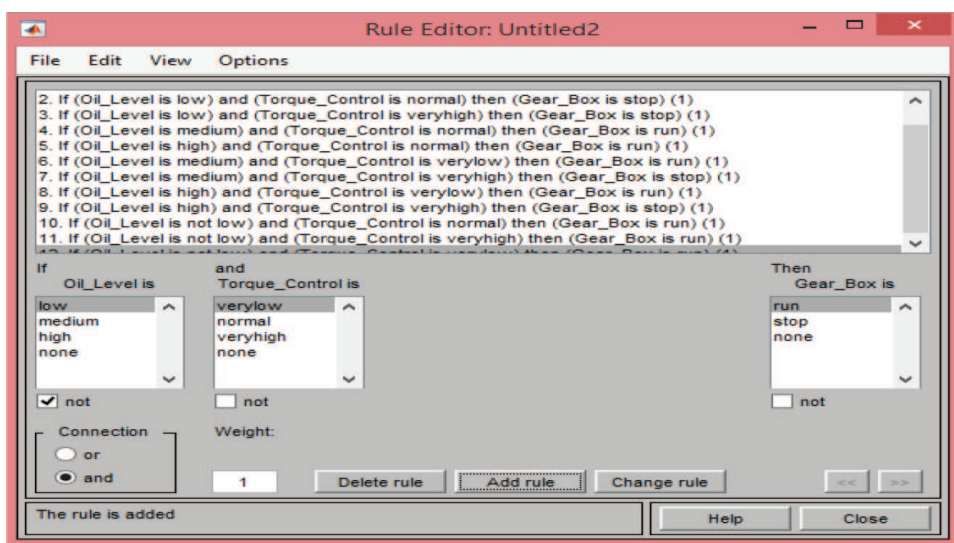 Rule Editor: Untitled2
File Edit View Options
2. If (Oil_Level is low) and (Torque_Control is normal) then (Gear_Box is stop) (1)
3. If (Oil_Level is low) and (Torque_Control is veryhigh) then (Gear_Box is stop) (1)
4. If (Oil_Level is medium) and (Torque_Control is normal) then (Gear_Box is run) (1)
5. If (Oil_Level is high) and (Torque_Control is normal) then (Gear_Box is run) (1)
6. If (Oil_Level is medium) and (Torque_Control is verylow) then (Gear_Box is run) (1)
7. If (Oil_Level is medium) and (Torque_Control is veryhigh) then (Gear_Box is stop) (1)
8. If (Oil_Level is high) and (Torque_Control is verylow) then (Gear_Box is run) (1)
9. If (Oil_Level is high) and (Torque_Control is veryhigh) then (Gear_Box is stop) (1)
10. If (Oil_Level is not low) and (Torque_Control is normal) then (Gear_Box is run) (1)
11. If (Oil_Level is not low) and (Torque_Control is veryhigh) then (Gear_Box is run) (1)
If and Then
Oil_Level is Torque_Control is Gear_Box is
low verylow run
medium normal stop
high veryhigh none
none none
not not not
Connection Weight:
or
and 1 Delete rule Add rule Change rule << >>
The rule is added Help Close